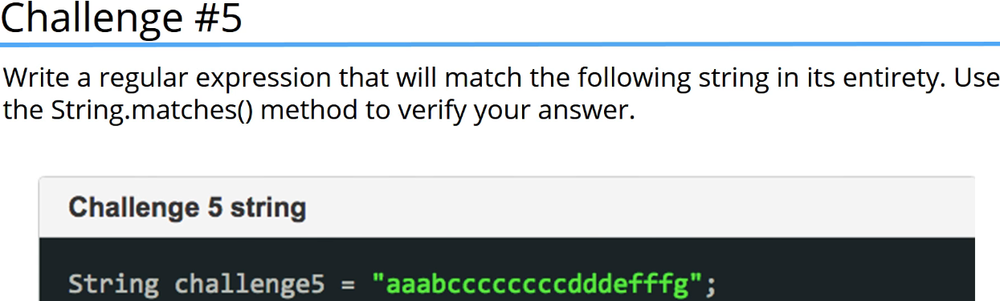 Challenge #5
Write a regular expression that will match the following string in its entirety. Use
the String.matches() method to verify your answer.
Challenge 5 string
String challenge5 = "aaabccccccccdddefffg";